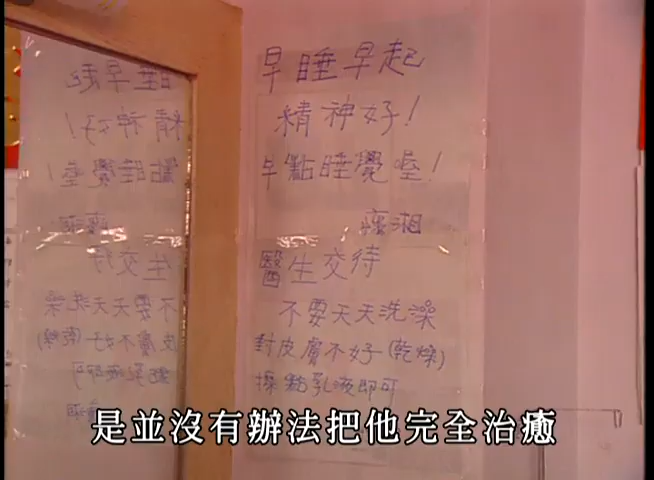 早睡早起
精神好！
早點睡覺喔！
湘
醫生交待
不要天天洗澡
對皮膚不好(乾燥)
擦點乳液即可
是並沒有辦法把他完全治癒